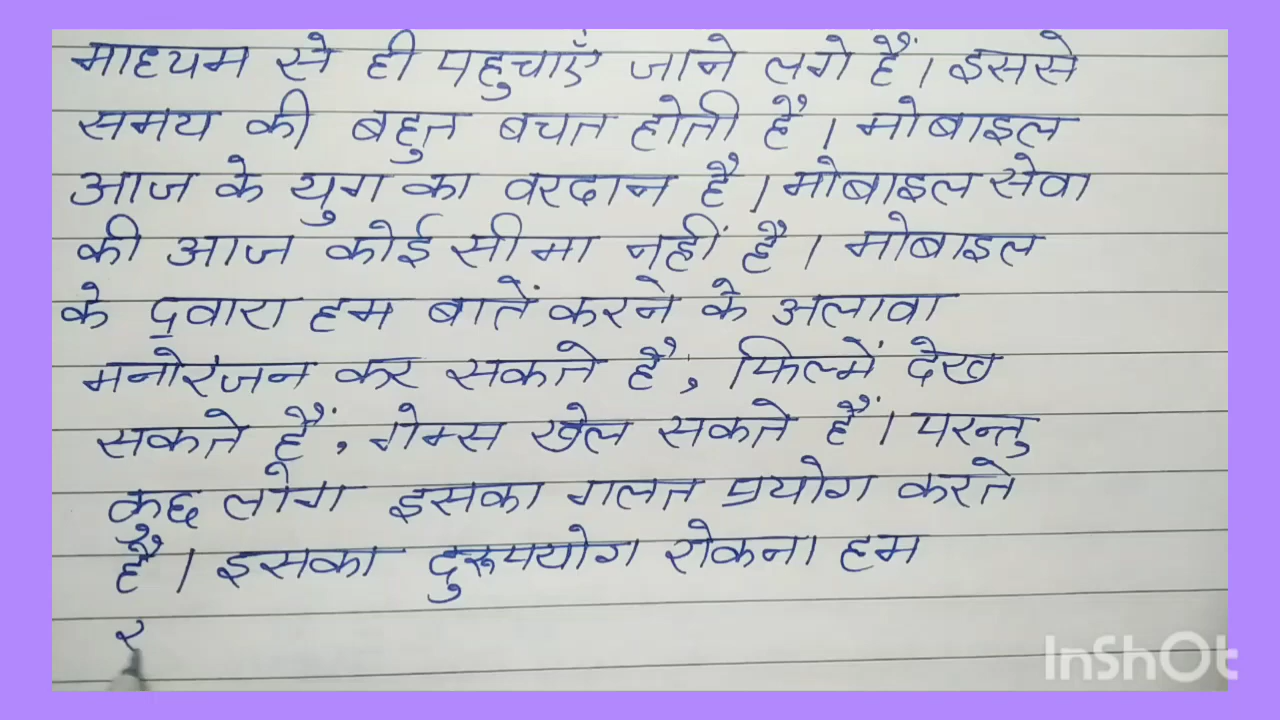 माध्यम से ही पहुचाएँ जाने लगे हैं। इससे
समय की बहुत बचत होती है। मोबाइल
आज के युग का वरदान है। मोबाइल सेवा
की आज कोई सीमा नहीं है। मोबाइल
के द्‌वारा हम बातें करने के अलावा
मनोरंजन कर सकते है, फिल्में देख
सकते हैं, गेम्स खेल सकते हैं। परन्तु
कुछ लोग इसका गलत प्रयोग करते
हैं। इसका दुरूपयोग रोकना हम
InShOt